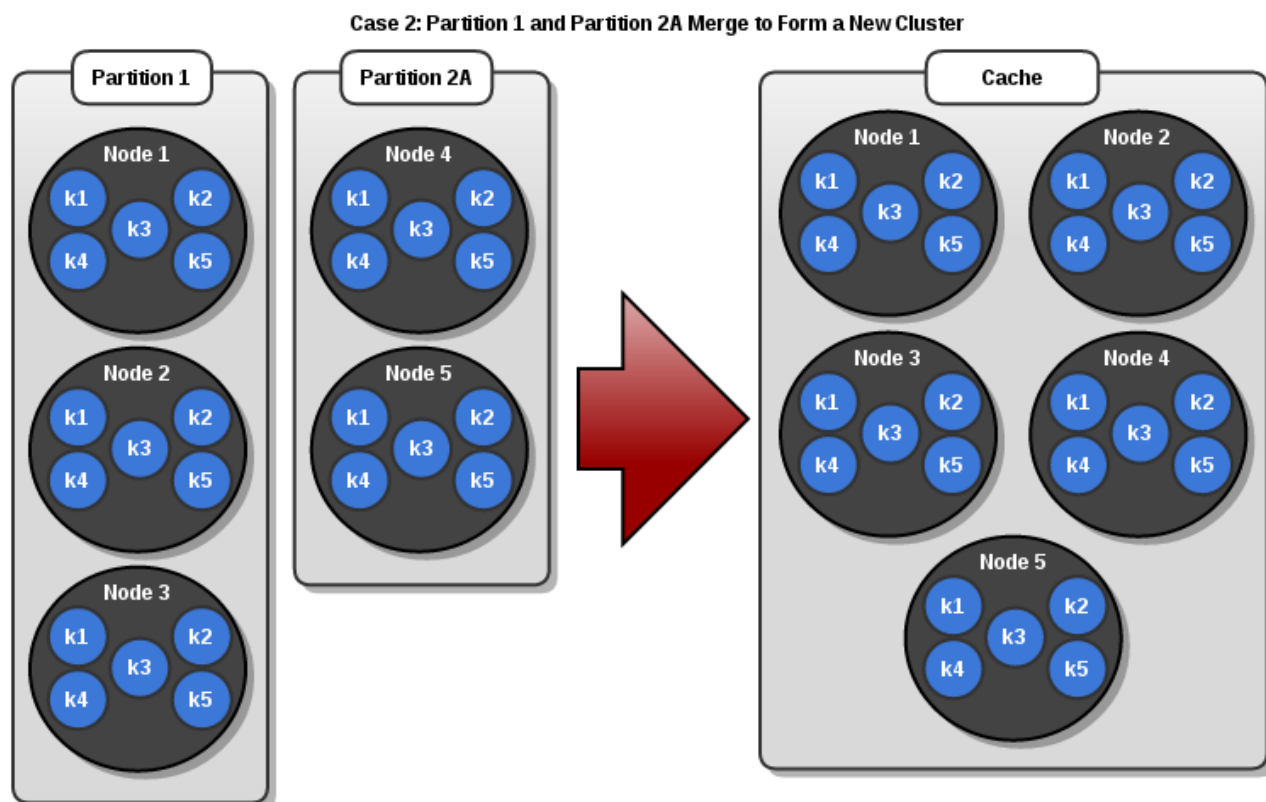 Case 2: Partition 1 and Partition 2A Merge to Form a New Cluster
Partition 1
Node 1
k1 k2
k3
k4 k5
Node 2
k1 k2
k3
k4 k5
Node 3
k1 k2
k3
k4 k5
Partition 2A
Node 4
k1 k2
k3
k4 k5
Node 5
k1 k2
k3
k4 k5
Cache
Node 1
k1 k2
k3
k4 k5
Node 2
k1 k2
k3
k4 k5
Node 3
k1 k2
k3
k4 k5
Node 4
k1 k2
k3
k4 k5
Node 5
k1 k2
k3
k4 k5